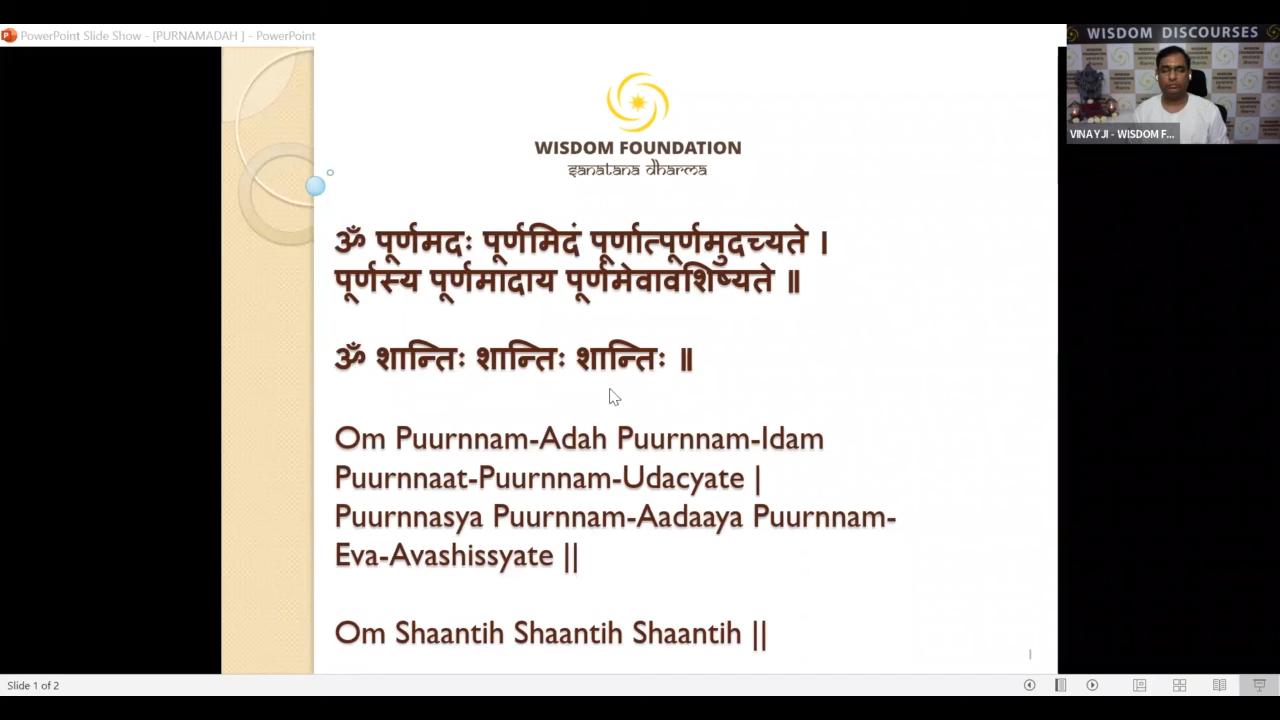 PowerPoint Slide Show - [PURNAMADAH ] - PowerPoint
WISDOM DISCOURSES
VINAYJI - WISDOM F...
WISDOM FOUNDATION
sanatana dharma
ॐ पूर्णमदः पूर्णमिदं पूर्णात्पूर्णमुदच्यते ।
पूर्णस्य पूर्णमादाय पूर्णमेवावशिष्यते ॥
ॐ शान्तिः शान्तिः शान्तिः ॥
Om Puurnnam-Adah Puurnnam-Idam
Puurnnaat-Puurnnam-Udacyate |
Puurnnasya Puurnnam-Aadaaya Puurnnam-
Eva-Avashissyate ||
Om Shaantih Shaantih Shaantih ||
Slide 1 of 2